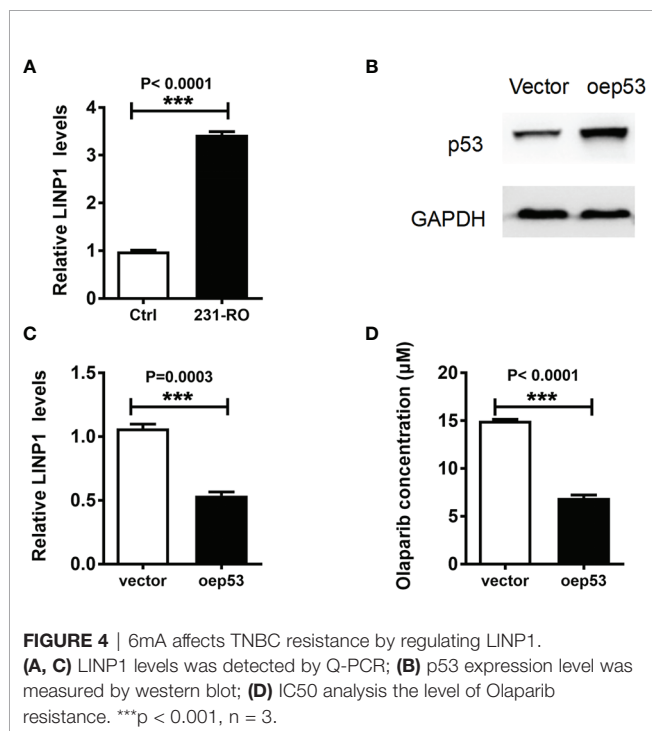 A
P< 0.0001
***
Relative LINP1 levels
4
3
2
1
0
Ctrl 231-RO
B
Vector oep53
p53
GAPDH
C
P=0.0003
***
Relative LINP1 levels
1.5
1.0
0.5
0.0
vector oep53
D
P< 0.0001
***
Olaparib concentration (μM)
20
15
10
5
0
vector oep53
FIGURE 4 | 6mA affects TNBC resistance by regulating LINP1.
(A, C) LINP1 levels was detected by Q-PCR; (B) p53 expression level was
measured by western blot; (D) IC50 analysis the level of Olaparib
resistance. ***p < 0.001, n = 3.